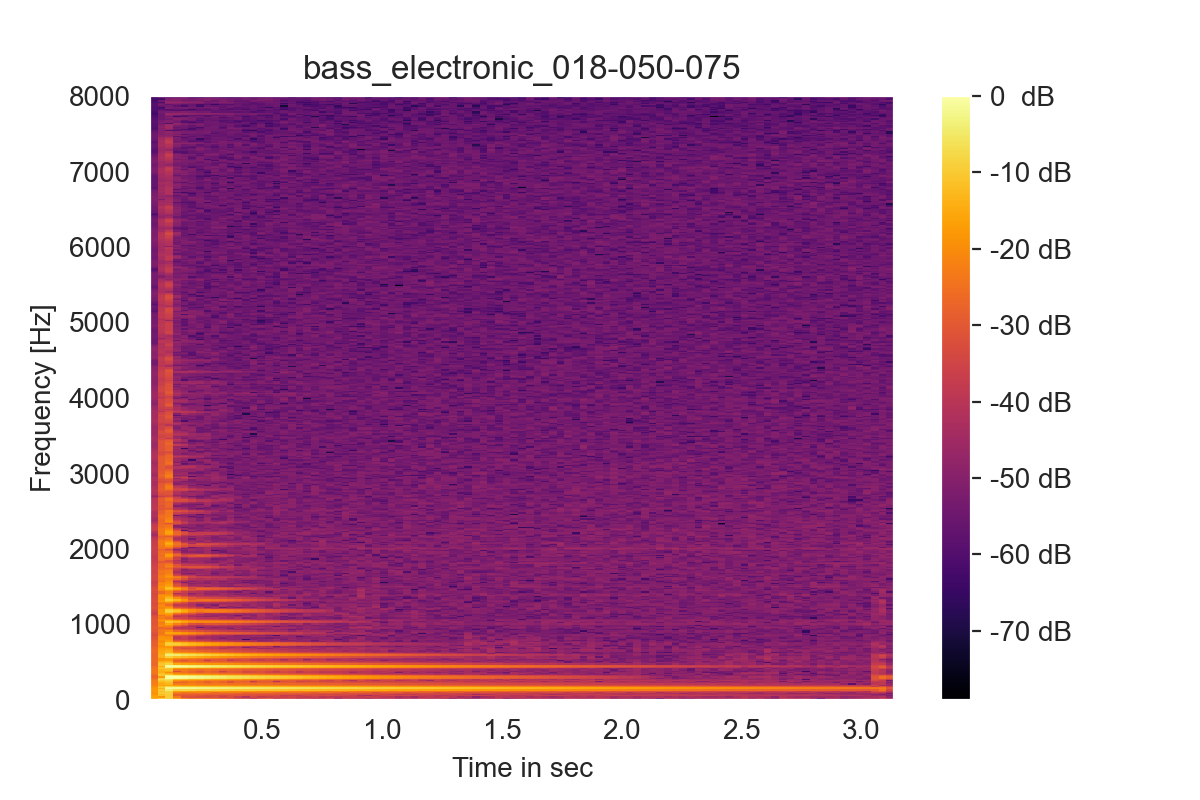 bass_electronic_018-050-075
8000
7000
6000
5000
4000
3000
2000
1000
0
Frequency [Hz]
0.5
1.0
1.5
2.0
2.5
3.0
Time in sec
0 dB
-10 dB
-20 dB
-30 dB
-40 dB
-50 dB
-60 dB
-70 dB